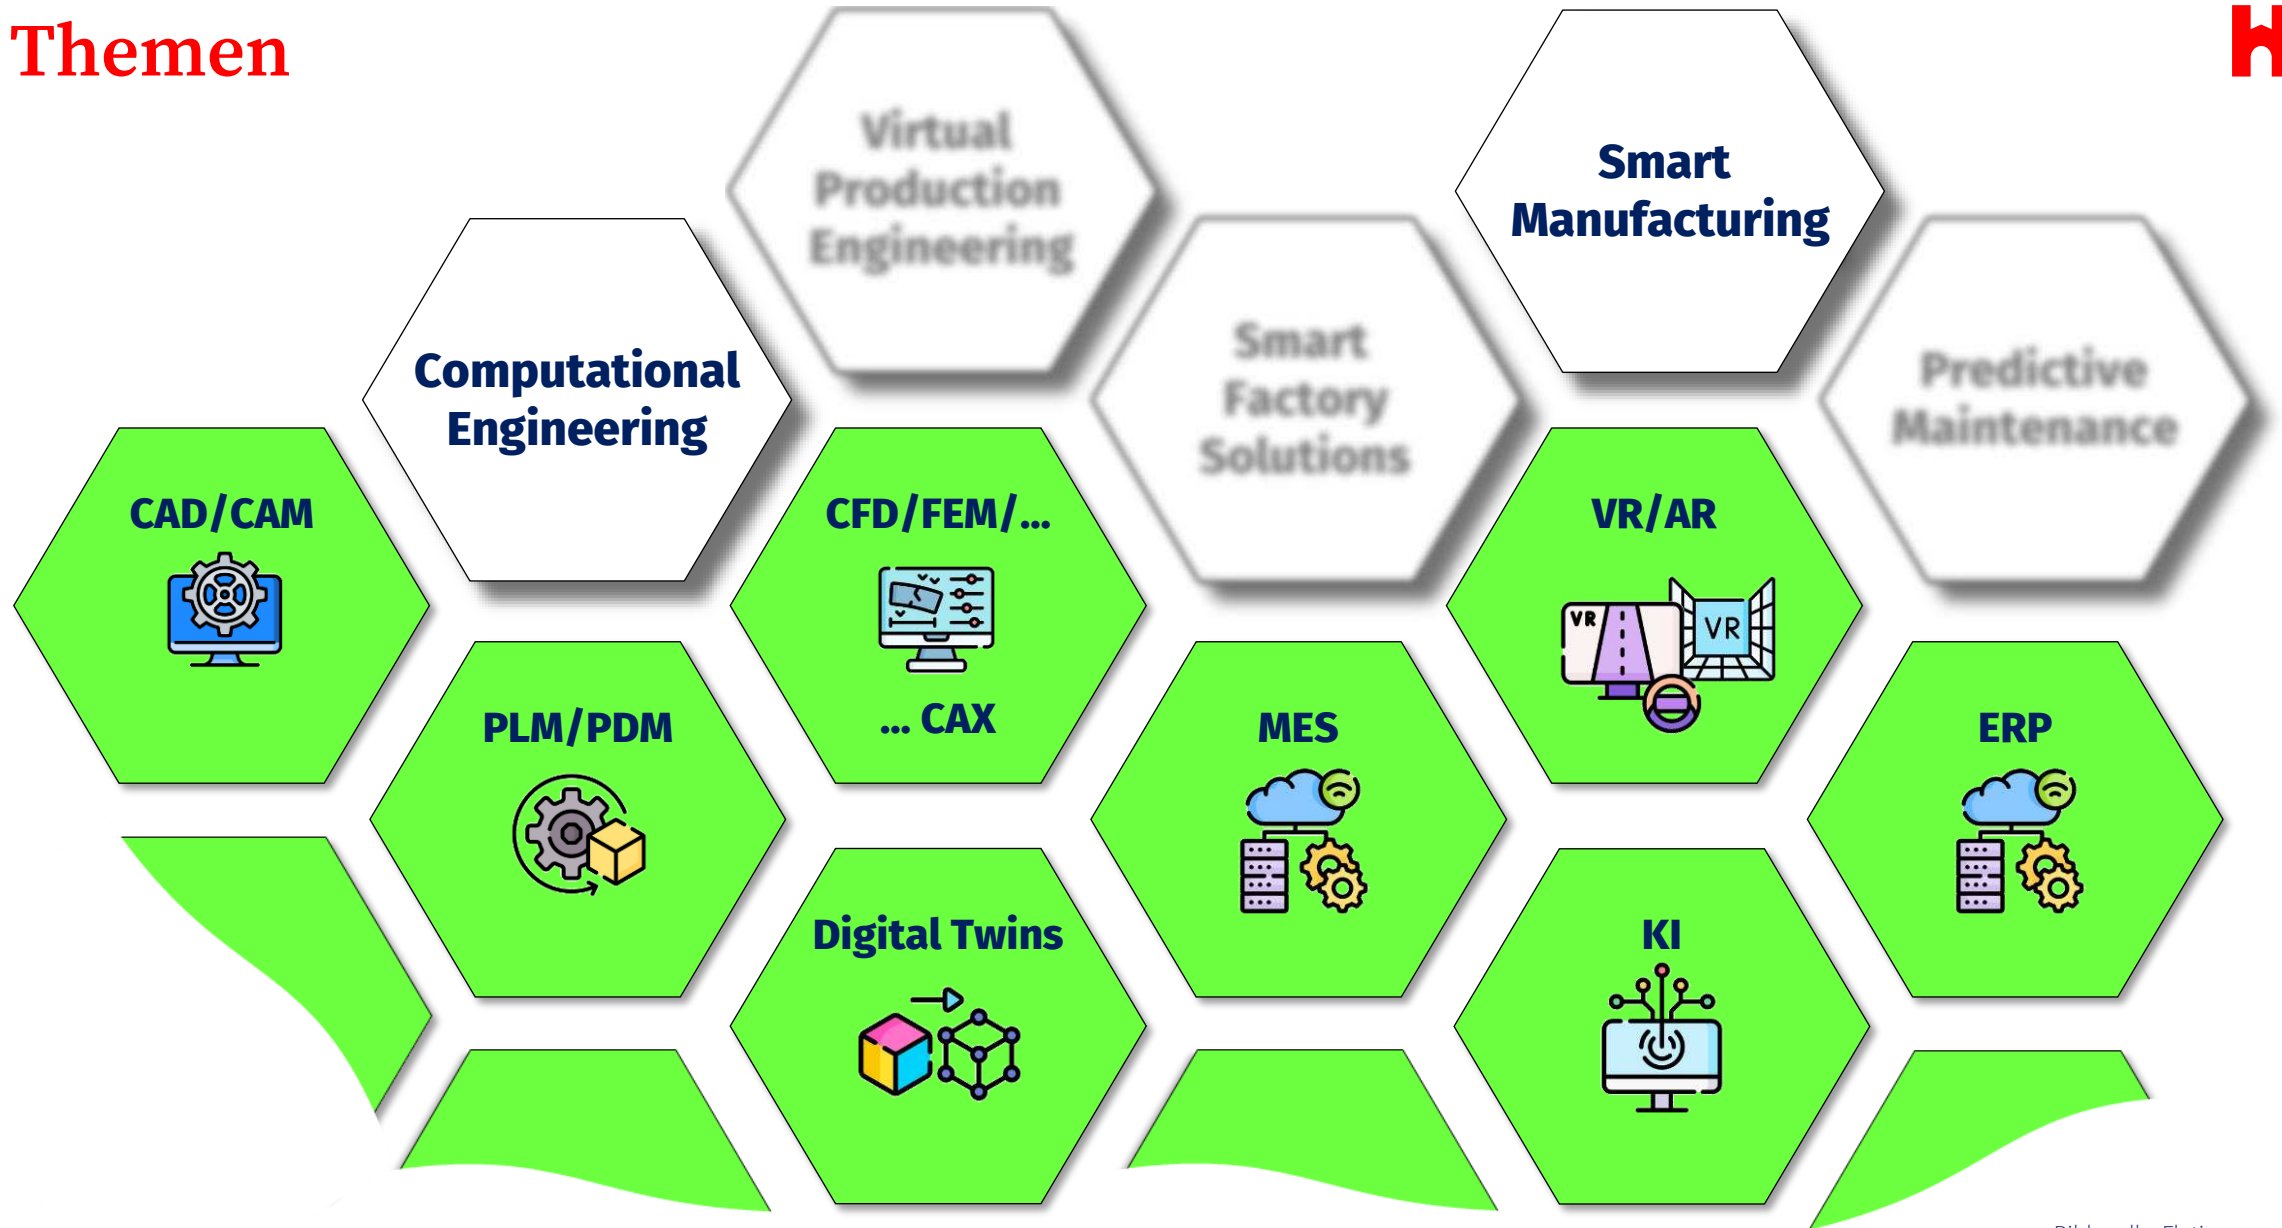 Themen
Virtual
Production
Engineering
Smart
Manufacturing
Computational
Engineering
Smart
Factory
Solutions
Predictive
Maintenance
CAD/CAM
CFD/FEM/...
... CAX
VR/AR
VR
VR
PLM/PDM
MES
ERP
Digital Twins
KI